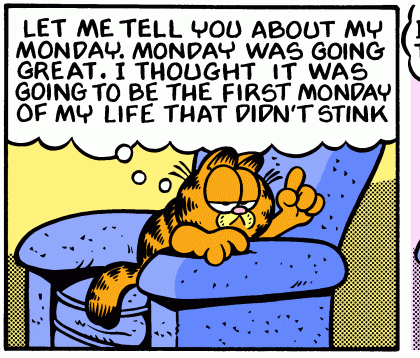 LET ME TELL YOU ABOUT MY
MONDAY. MONDAY WAS GOING
GREAT. I THOUGHT IT WAS
GOING TO BE THE FIRST MONDAY
OF MY LIFE THAT DIDN'T STINK